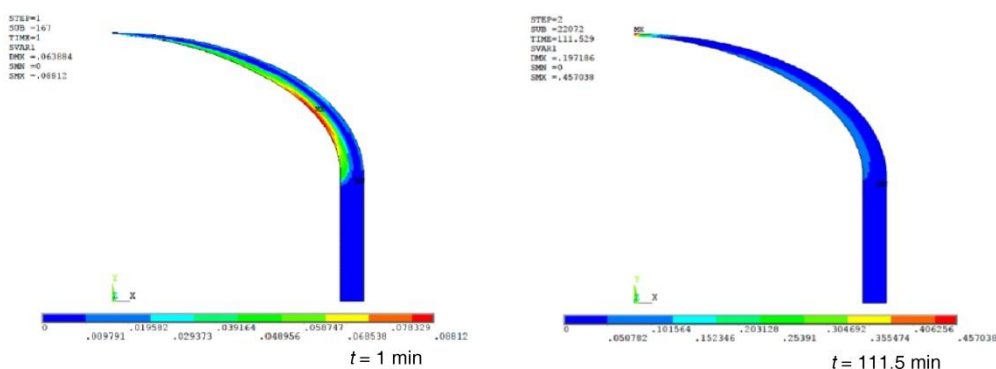 STEP=1
SUB =167
TIME=1
SVAR1
DMX =.063884
SMN =0
SMX =.08812
Y
Z X
0 .019582 .039164 .058747 .078329
.009791 .029373 .048956 .068538 .08812
t = 1 min
STEP=2
SUB =22072
TIME=111.529
SVAR1
DMX =.197186
SMN =0
SMX =.457038
MX
Y
Z X
0 .101564 .203128 .304692 .406256
.050782 .152346 .25391 .355474 .457038
t = 111.5 min